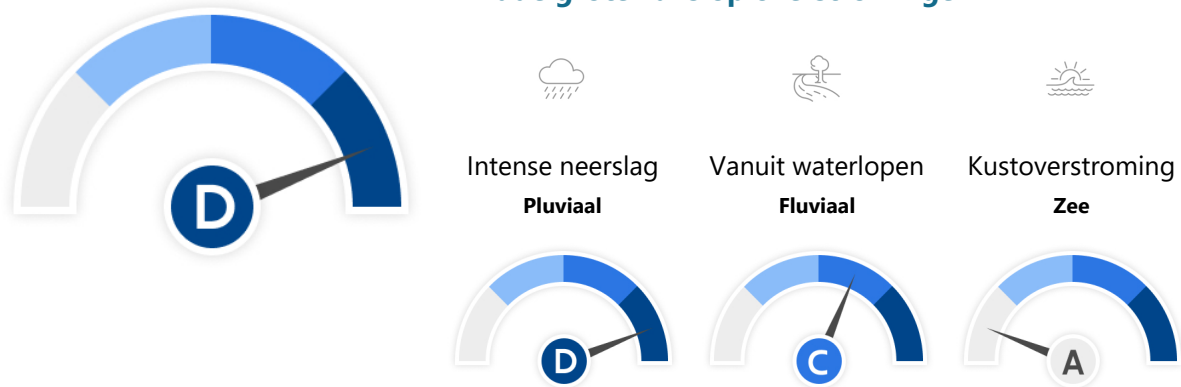 D
Intense neerslag
Vanuit waterlopen
Kustoverstroming
Pluviaal
Fluviaal
Zee
D
C
A